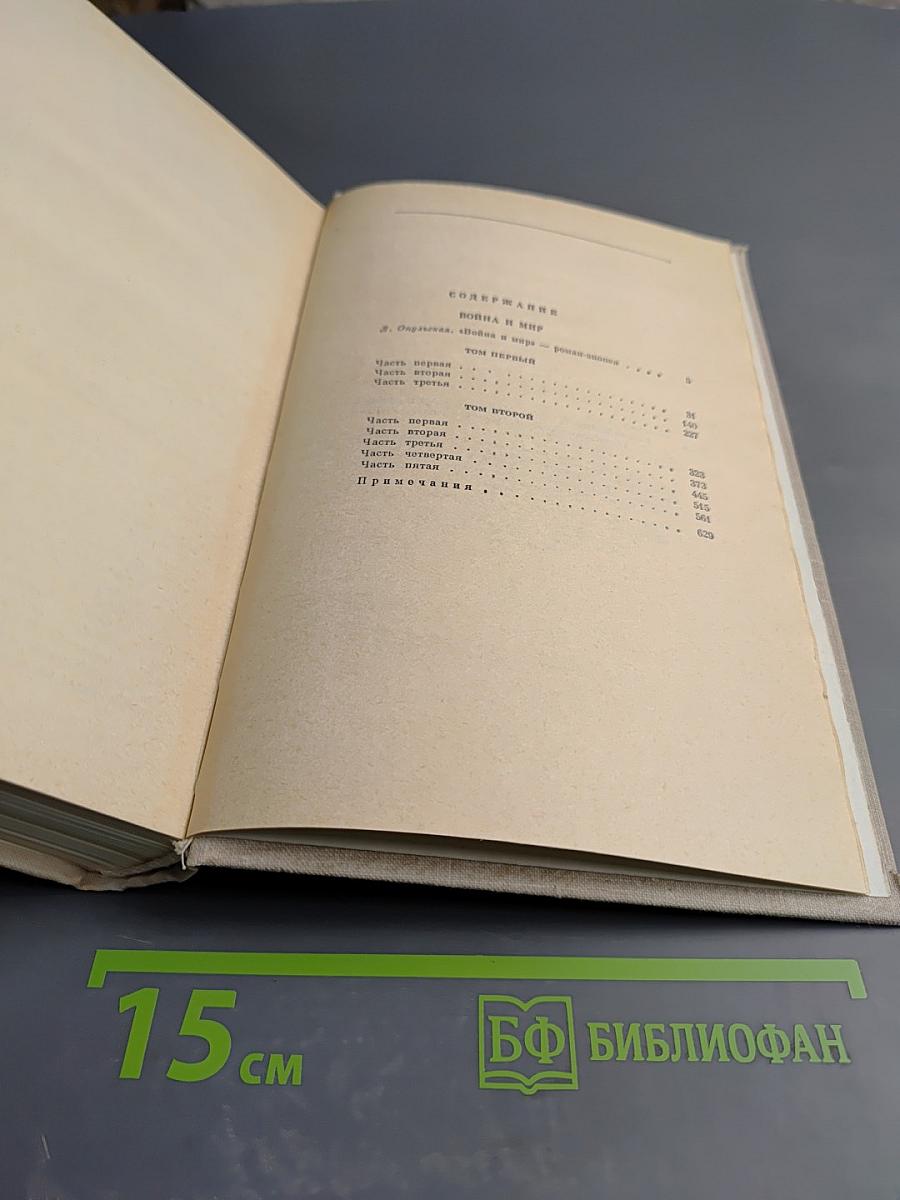 СОДЕРЖАНИЕ
ВОЙНА И МИР
Л. Опульская. «Война и мир» — роман-эпопея . . . . 5
ТОМ ПЕРВЫЙ
Часть первая . . . . . . . . . . . . . . . . 31
Часть вторая . . . . . . . . . . . . . . . . 140
Часть третья . . . . . . . . . . . . . . . . 227
ТОМ ВТОРОЙ
Часть первая . . . . . . . . . . . . . . . . 323
Часть вторая . . . . . . . . . . . . . . . . 373
Часть третья . . . . . . . . . . . . . . . . 445
Часть четвертая . . . . . . . . . . . . . . . 515
Часть пятая . . . . . . . . . . . . . . . . 561
Примечания . . . . . . . . . . . . . . . . 629
15 см
БФ БИБЛИОФАН